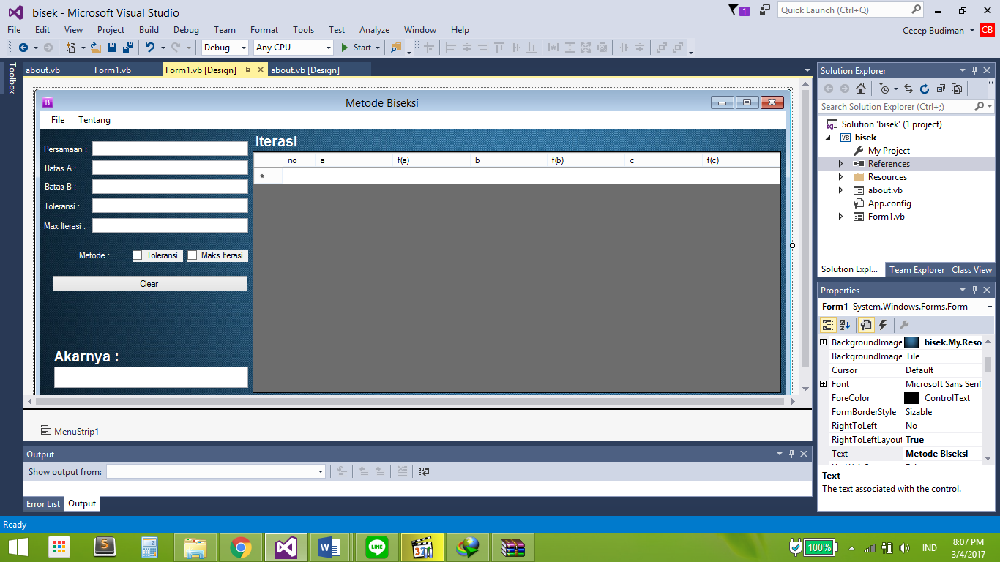 bisek - Microsoft Visual Studio
1
Quick Launch (Ctrl+Q)
File Edit View Project Build Debug Team Format Tools Test Analyze Window Help
Cecep Budiman
CB
Debug Any CPU Start
Toolbox
about.vb Form1.vb Form1.vb [Design] about.vb [Design]
B
Metode Biseksi
File Tentang
Persamaan :
Batas A :
Batas B :
Toleransi :
Max Iterasi :
Metode : Toleransi Maks Iterasi
Clear
Akarnya :
Iterasi
no a f(a) b f(b) c f(c)
*
MenuStrip1
Output
Show output from:
Error List Output
Ready
Solution Explorer
Search Solution Explorer (Ctrl+;)
Solution 'bisek' (1 project)
VB bisek
My Project
References
Resources
about.vb
App.config
Form1.vb
Solution Expl... Team Explorer Class View
Properties
Form1 System.Windows.Forms.Form
BackgroundImage bisek.My.Reso
BackgroundImage Tile
Cursor Default
Font Microsoft Sans Serif
ForeColor ControlText
FormBorderStyle Sizable
RightToLeft No
RightToLeftLayout True
Text Metode Biseksi
Text
The text associated with the control.
LINE
321
100%
IND
8:07 PM
3/4/2017